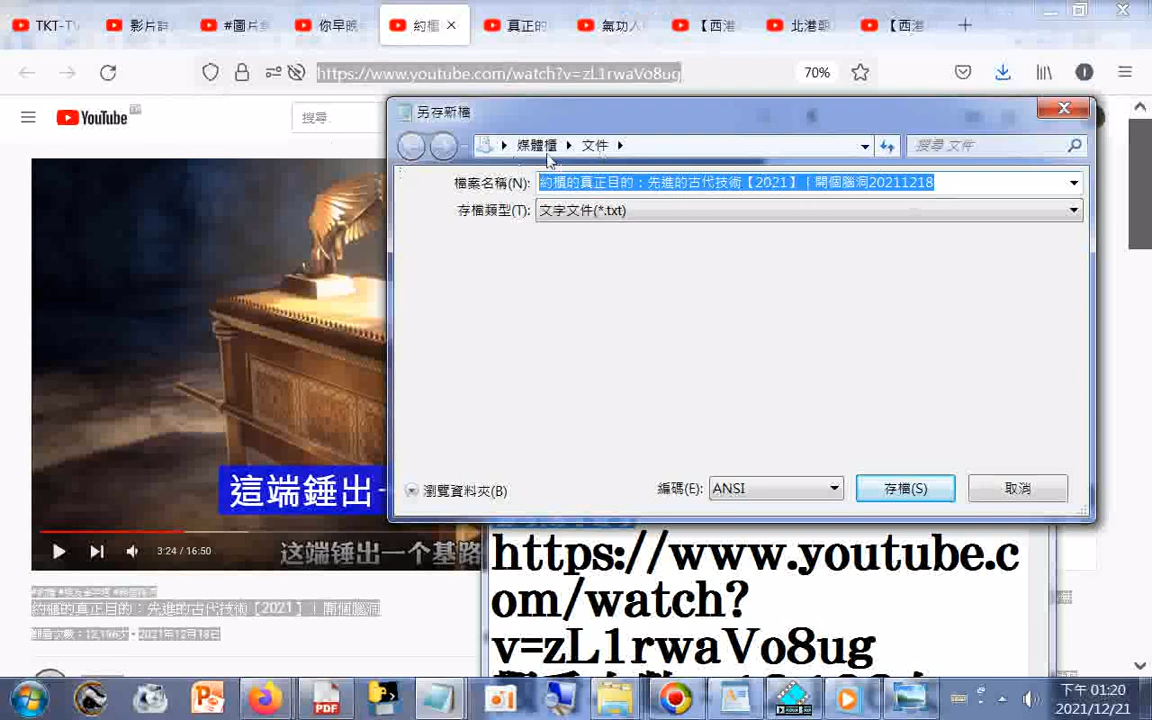 TKT-TV
影片群
#圖片
你早晚
約櫃
真正的
氣功人
【西港
北港朝
【西港
https://www.youtube.com/watch?v=zL1rwaVo8ug
70%
YouTube
TW
搜尋
另存新檔
媒體櫃
文件
搜尋 文件
檔案名稱(N):
約櫃的真正目的：先進的古代技術【2021】｜開個腦洞20211218
存檔類型(T):
文字文件(*.txt)
瀏覽資料夾(B)
編碼(E):
ANSI
存檔(S)
取消
這端錘出
这端锤出一个基路
3:24 / 16:50
約櫃的真正目的：先進的古代技術【2021】｜開個腦洞
觀看次數：12,196次 • 2021年12月18日
https://www.youtube.c
om/watch?
v=zL1rwaVo8ug
PDF
下午 01:20
2021/12/21